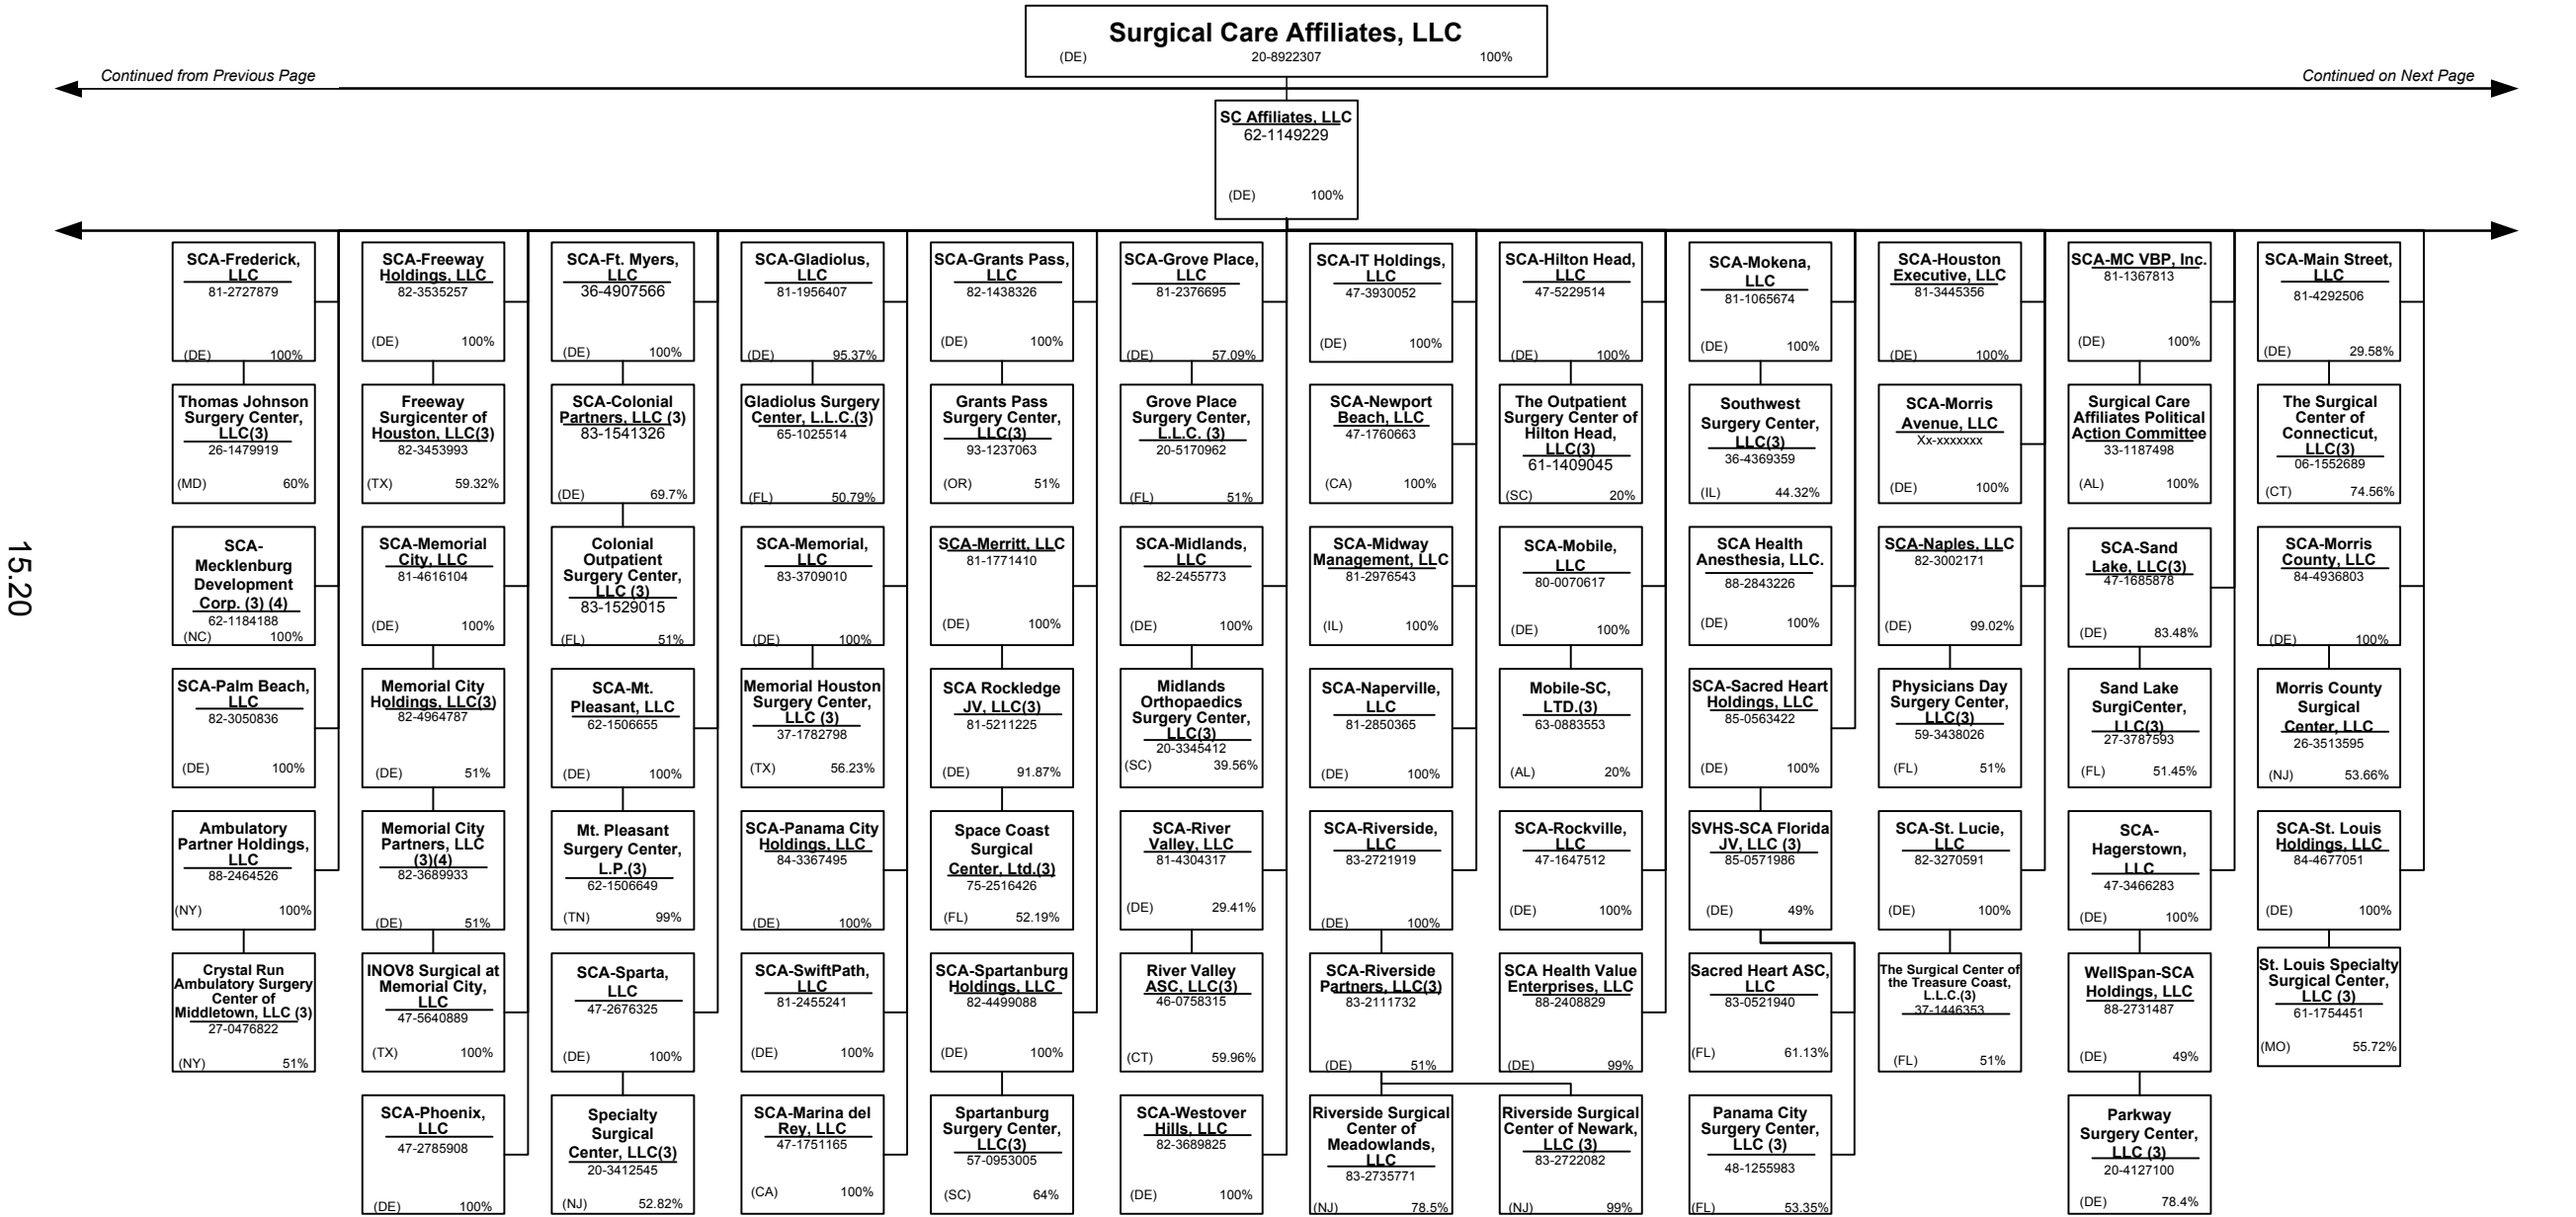 Surgical Care Affiliates, LLC
(DE) 20-8922307 100%
Continued from Previous Page
Continued on Next Page
SC Affiliates, LLC
62-1149229
(DE) 100%
SCA-Frederick,
LLC
81-2727879
(DE) 100%
SCA-Freeway
Holdings, LLC
82-3535257
(DE) 100%
SCA-Ft. Myers,
LLC
36-4907566
(DE) 100%
SCA-Gladiolus,
LLC
81-1956407
(DE) 95.37%
SCA-Grants Pass,
LLC
82-1438326
(DE) 100%
SCA-Grove Place,
LLC
81-2376695
(DE) 57.09%
SCA-IT Holdings,
LLC
47-3930052
(DE) 100%
SCA-Hilton Head,
LLC
47-5229514
(DE) 100%
SCA-Mokena,
LLC
81-1065674
(DE) 100%
SCA-Houston
Executive, LLC
81-3445356
(DE) 100%
SCA-MC VBP, Inc.
81-1367813
(DE) 100%
SCA-Main Street,
LLC
81-4292506
(DE) 29.58%
Thomas Johnson
Surgery Center,
LLC(3)
26-1479919
(MD) 60%
Freeway
Surgicenter of
Houston, LLC(3)
82-3453993
(TX) 59.32%
SCA-Colonial
Partners, LLC (3)
83-1541326
(DE) 69.7%
Gladiolus Surgery
Center, L.L.C.(3)
65-1025514
(FL) 50.79%
Grants Pass
Surgery Center,
LLC(3)
93-1237063
(OR) 51%
Grove Place
Surgery Center,
L.L.C. (3)
20-5170962
(FL) 51%
SCA-Newport
Beach, LLC
47-1760663
(CA) 100%
The Outpatient
Surgery Center of
Hilton Head,
LLC(3)
61-1409045
(SC) 20%
Southwest
Surgery Center,
LLC(3)
36-4369359
(IL) 44.32%
SCA-Morris
Avenue, LLC
Xx-xxxxxxx
(DE) 100%
Surgical Care
Affiliates Political
Action Committee
33-1187498
(AL) 100%
The Surgical
Center of
Connecticut,
LLC(3)
06-1552689
(CT) 74.56%
SCA-
Mecklenburg
Development
Corp. (3) (4)
62-1184188
(NC) 100%
SCA-Memorial
City, LLC
81-4616104
(DE) 100%
Colonial
Outpatient
Surgery Center,
LLC (3)
83-1529015
(FL) 51%
SCA-Memorial,
LLC
83-3709010
(DE) 100%
SCA-Merritt, LLC
81-1771410
(DE) 100%
SCA-Midlands,
LLC
82-2455773
(DE) 100%
SCA-Midway
Management, LLC
81-2976543
(IL) 100%
SCA-Mobile,
LLC
80-0070617
(DE) 100%
SCA Health
Anesthesia, LLC.
88-2843226
(DE) 100%
SCA-Naples, LLC
82-3002171
(DE) 99.02%
SCA-Sand
Lake, LLC(3)
47-1685878
(DE) 83.48%
SCA-Morris
County, LLC
84-4936803
(DE) 100%
15.20
SCA-Palm Beach,
LLC
82-3050836
(DE) 100%
Memorial City
Holdings, LLC(3)
82-4964787
(DE) 51%
SCA-Mt.
Pleasant, LLC
62-1506655
(DE) 100%
Memorial Houston
Surgery Center,
LLC (3)
37-1782798
(TX) 56.23%
SCA Rockledge
JV, LLC(3)
81-5211225
(DE) 91.87%
Midlands
Orthopaedics
Surgery Center,
LLC(3)
20-3345412
(SC) 39.56%
SCA-Naperville,
LLC
81-2850365
(DE) 100%
Mobile-SC,
LTD.(3)
63-0883553
(AL) 20%
SCA-Sacred Heart
Holdings, LLC
85-0563422
(DE) 100%
Physicians Day
Surgery Center,
LLC(3)
59-3438026
(FL) 51%
Sand Lake
SurgiCenter,
LLC(3)
27-3787593
(FL) 51.45%
Morris County
Surgical
Center, LLC
26-3513595
(NJ) 53.66%
Ambulatory
Partner Holdings,
LLC
88-2464526
(NY) 100%
Memorial City
Partners, LLC
(3)(4)
82-3689933
(DE) 51%
Mt. Pleasant
Surgery Center,
L.P.(3)
62-1506649
(TN) 99%
SCA-Panama City
Holdings, LLC
84-3367495
(DE) 100%
Space Coast
Surgical
Center, Ltd.(3)
75-2516426
(FL) 52.19%
SCA-River
Valley, LLC
81-4304317
(DE) 29.41%
SCA-Riverside,
LLC
83-2721919
(DE) 100%
SCA-Rockville,
LLC
47-1647512
(DE) 100%
SVHS-SCA Florida
JV, LLC (3)
85-0571986
(DE) 49%
SCA-St. Lucie,
LLC
82-3270591
(DE) 100%
SCA-
Hagerstown,
LLC
47-3466283
(DE) 100%
SCA-St. Louis
Holdings, LLC
84-4677051
(DE) 100%
Crystal Run
Ambulatory Surgery
Center of
Middletown, LLC (3)
27-0476822
(NY) 51%
INOV8 Surgical at
Memorial City,
LLC
47-5640889
(TX) 100%
SCA-Sparta,
LLC
47-2676325
(DE) 100%
SCA-SwiftPath,
LLC
81-2455241
(DE) 100%
SCA-Spartanburg
Holdings, LLC
82-4499088
(DE) 100%
River Valley
ASC, LLC(3)
46-0758315
(CT) 59.96%
SCA-Riverside
Partners, LLC(3)
83-2111732
(DE) 51%
SCA Health Value
Enterprises, LLC
88-2408829
(DE) 99%
Sacred Heart ASC,
LLC
83-0521940
(FL) 61.13%
The Surgical Center of
the Treasure Coast,
L.L.C.(3)
37-1446353
(FL) 51%
WellSpan-SCA
Holdings, LLC
88-2731487
(DE) 49%
St. Louis Specialty
Surgical Center,
LLC (3)
61-1754451
(MO) 55.72%
SCA-Phoenix,
LLC
47-2785908
(DE) 100%
Specialty
Surgical
Center, LLC(3)
20-3412545
(NJ) 52.82%
SCA-Marina del
Rey, LLC
47-1751165
(CA) 100%
Spartanburg
Surgery Center,
LLC(3)
57-0953005
(SC) 64%
SCA-Westover
Hills, LLC
82-3689825
(DE) 100%
Riverside Surgical
Center of
Meadowlands,
LLC
83-2735771
(NJ) 78.5%
Riverside Surgical
Center of Newark,
LLC (3)
83-2722082
(NJ) 99%
Panama City
Surgery Center,
LLC (3)
48-1255983
(FL) 53.35%
Parkway
Surgery Center,
LLC (3)
20-4127100
(DE) 78.4%